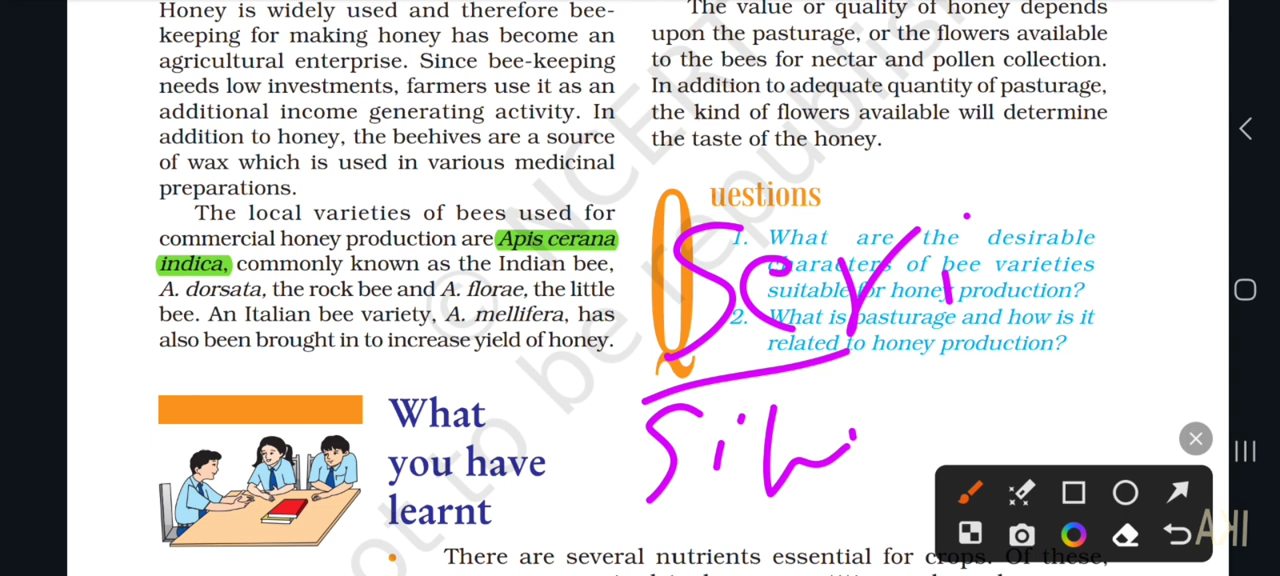 Honey is widely used and therefore bee-
keeping for making honey has become an
agricultural enterprise. Since bee-keeping
needs low investments, farmers use it as an
additional income generating activity. In
addition to honey, the beehives are a source
of wax which is used in various medicinal
preparations.
The local varieties of bees used for
commercial honey production are Apis cerana
indica, commonly known as the Indian bee,
A. dorsata, the rock bee and A. florae, the little
bee. An Italian bee variety, A. mellifera, has
also been brought in to increase yield of honey.
The value or quality of honey depends
upon the pasturage, or the flowers available
to the bees for nectar and pollen collection.
In addition to adequate quantity of pasturage,
the kind of flowers available will determine
the taste of the honey.
Questions
1. What are the desirable
characters of bee varieties
suitable for honey production?
2. What is pasturage and how is it
related to honey production?
What
you have
learnt
• There are several nutrients essential for crops. Of these,
© NCERT
not to be republish